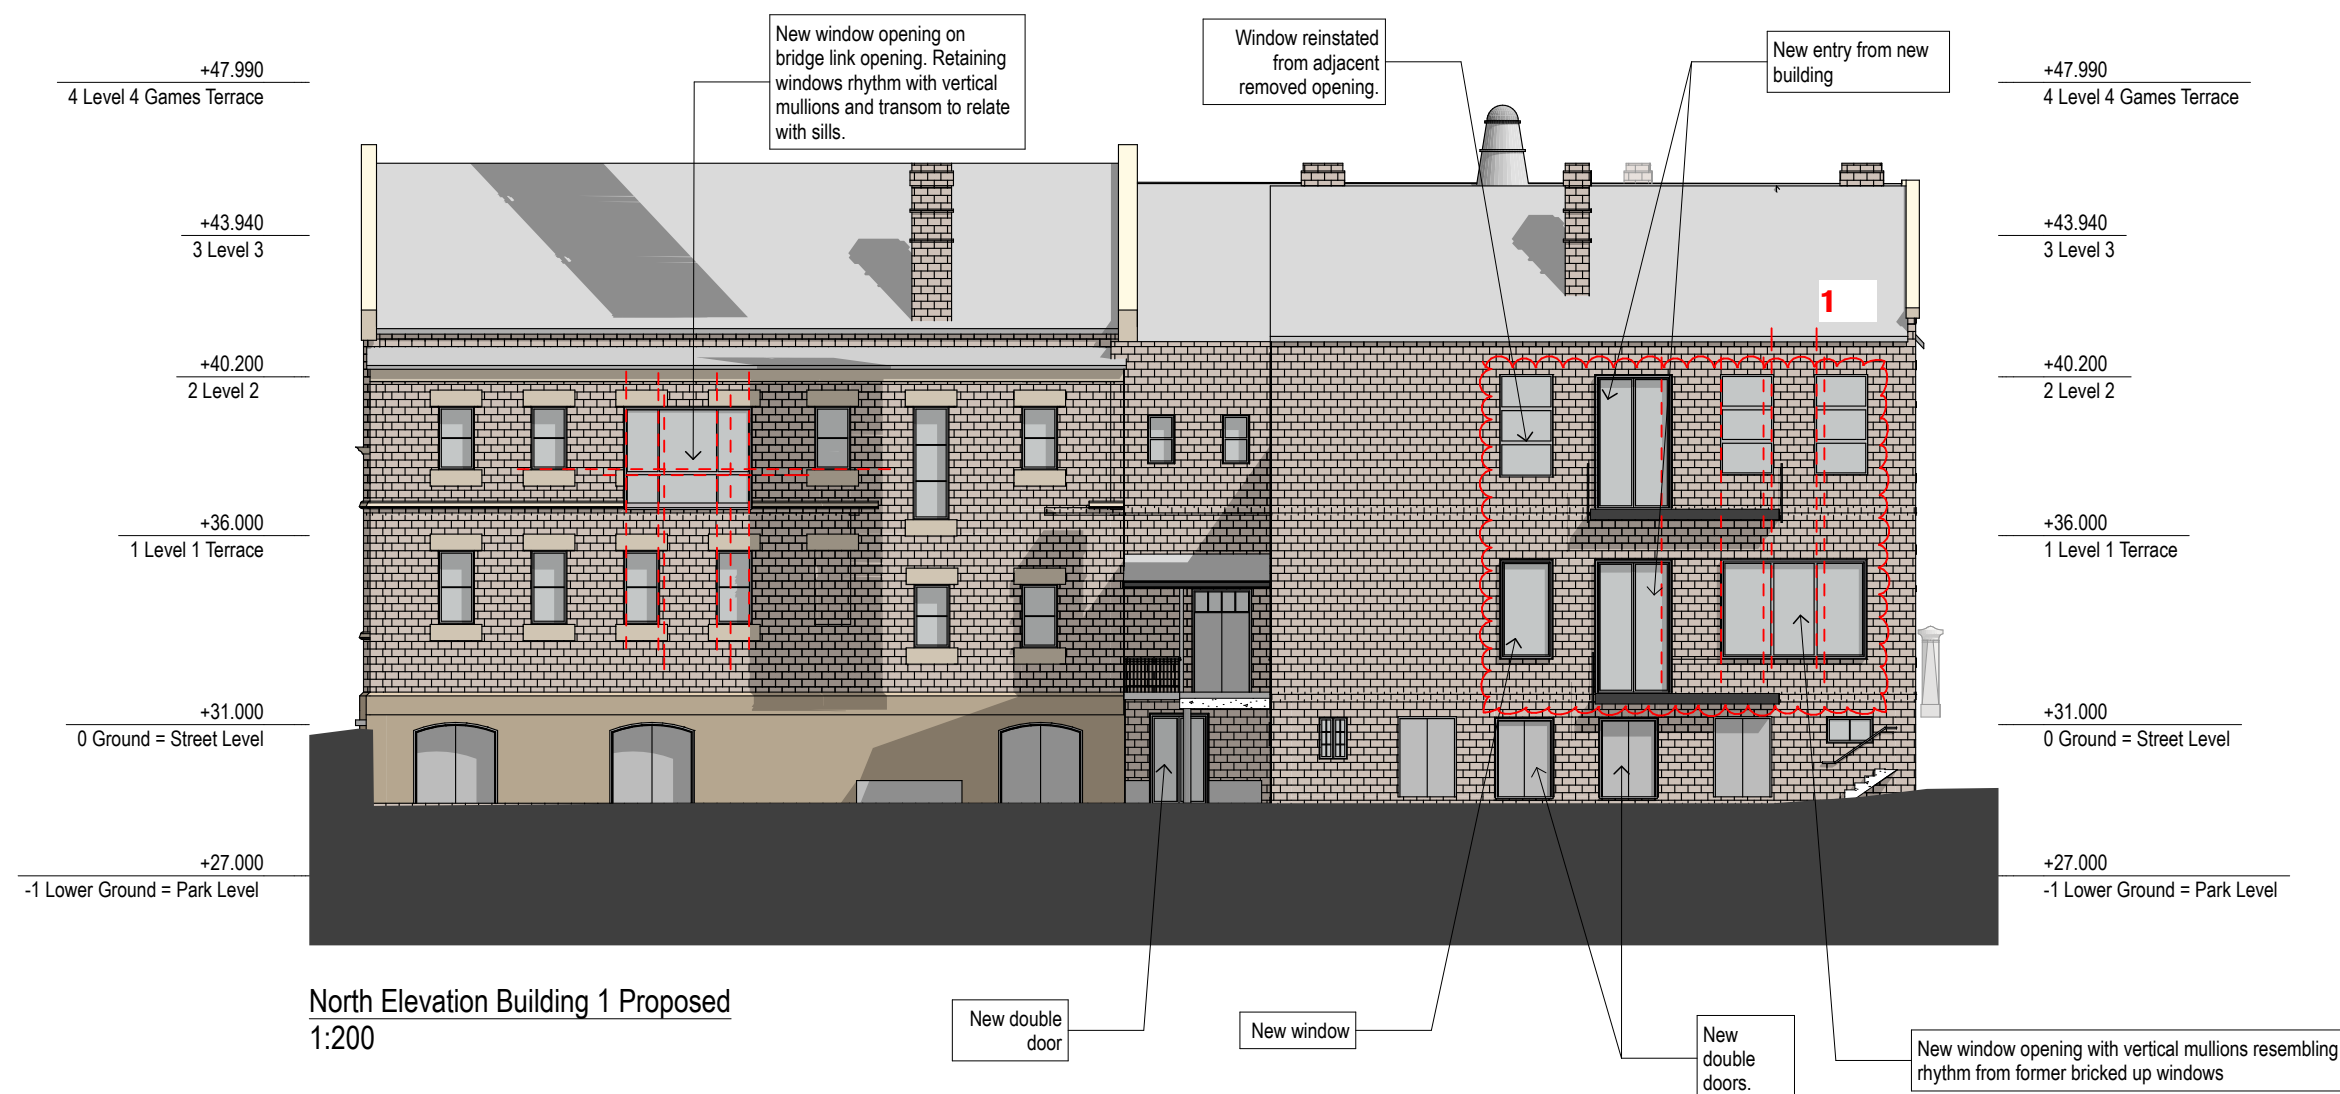 New window opening on
bridge link opening. Retaining
windows rhythm with vertical
mullions and transom to relate
with sills.
Window reinstated
from adjacent
removed opening.
New entry from new
building
+47.990
4 Level 4 Games Terrace
+47.990
4 Level 4 Games Terrace
+43.940
3 Level 3
+43.940
3 Level 3
1
+40.200
2 Level 2
+40.200
2 Level 2
+36.000
1 Level 1 Terrace
+36.000
1 Level 1 Terrace
+31.000
0 Ground = Street Level
+31.000
0 Ground = Street Level
+27.000
-1 Lower Ground = Park Level
+27.000
-1 Lower Ground = Park Level
North Elevation Building 1 Proposed
1:200
New double
door
New window
New
double
doors.
New window opening with vertical mullions resembling
rhythm from former bricked up windows